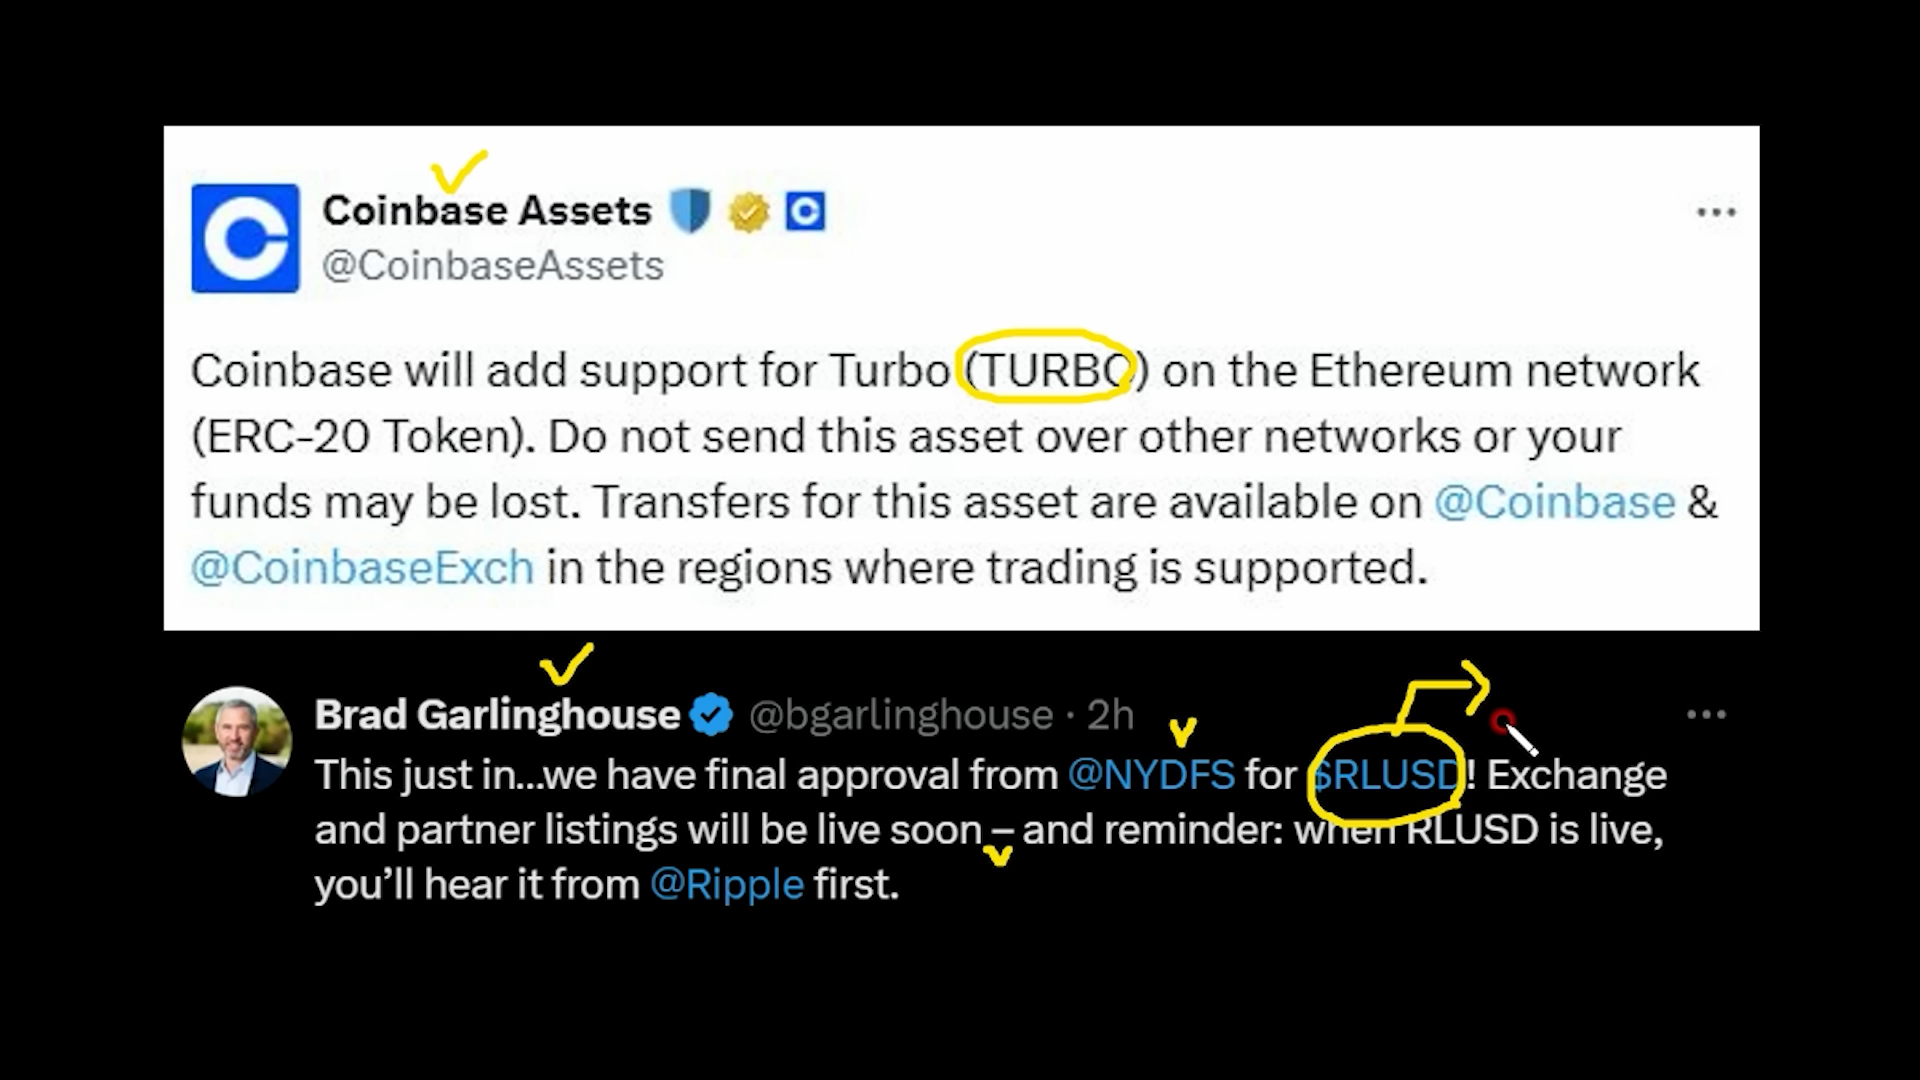 Coinbase Assets
@CoinbaseAssets
Coinbase will add support for Turbo (TURBO) on the Ethereum network
(ERC-20 Token). Do not send this asset over other networks or your
funds may be lost. Transfers for this asset are available on @Coinbase &
@CoinbaseExch in the regions where trading is supported.
Brad Garlinghouse @bgarlinghouse · 2h
This just in...we have final approval from @NYDFS for $RLUSD! Exchange
and partner listings will be live soon – and reminder: when RLUSD is live,
you'll hear it from @Ripple first.